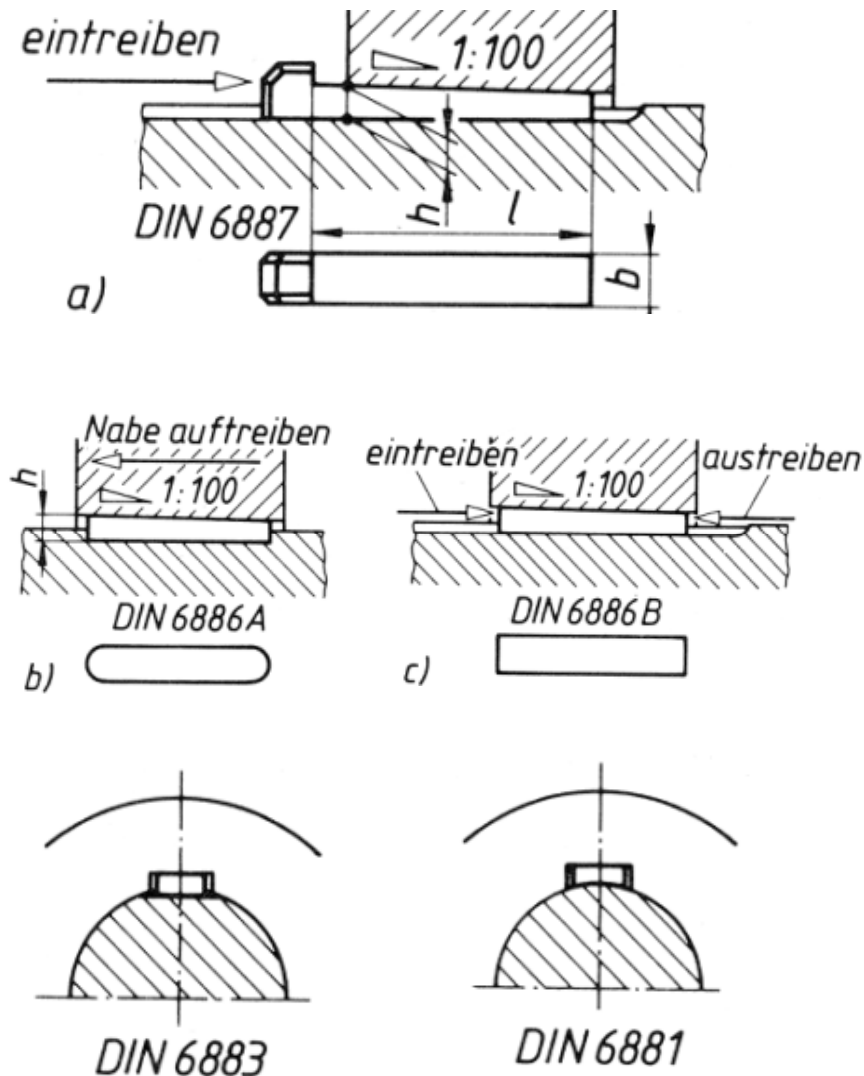 eintreiben
1:100
DIN 6887
h
l
b
a)
Nabe auftreiben
h
1:100
DIN 6886A
b)
eintreiben
austreiben
1:100
DIN 6886B
c)
DIN 6883
DIN 6881